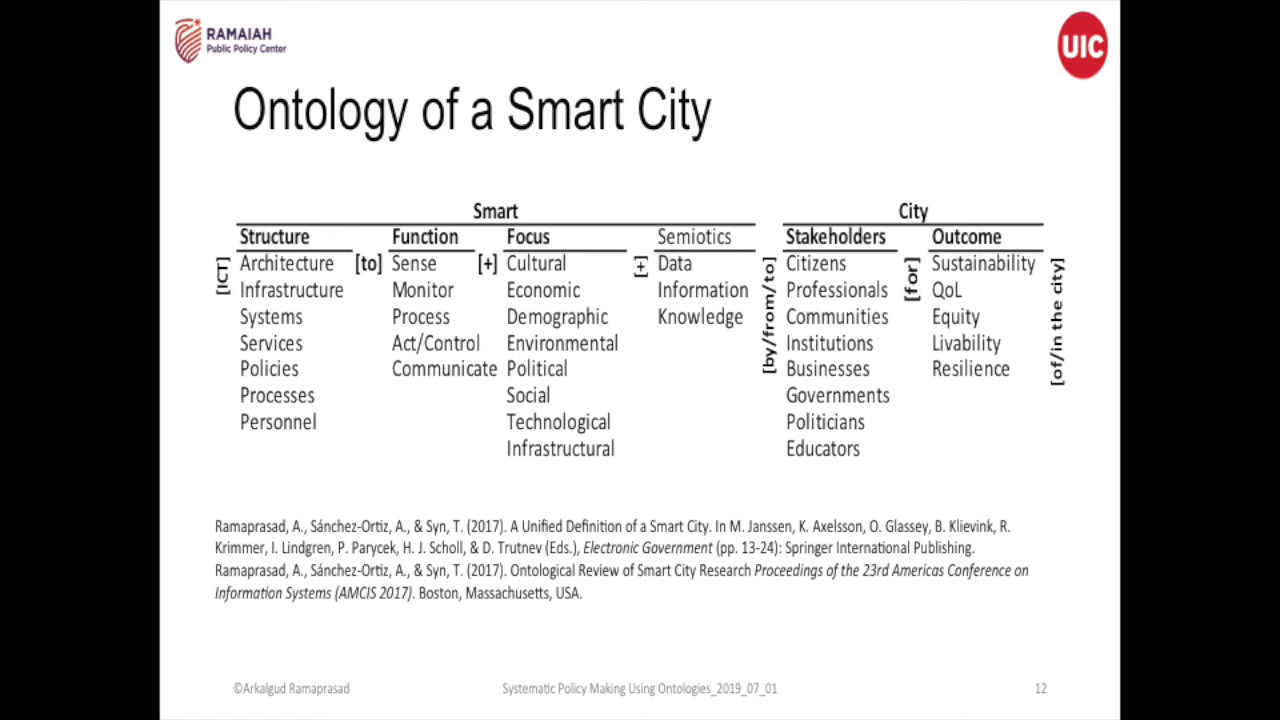 RAMAIAH
Public Policy Center
UIC
Ontology of a Smart City
Smart City
Structure Function Focus Semiotics Stakeholders Outcome
[ICT] Architecture [to] Sense [+] Cultural [+] Data [by/from/to] Citizens [for] Sustainability [of/in the city]
Infrastructure Monitor Economic Information Professionals QoL
Systems Process Demographic Knowledge Communities Equity
Services Act/Control Environmental Institutions Livability
Policies Communicate Political Businesses Resilience
Processes Social Governments
Personnel Technological Politicians
Infrastructural Educators
Ramaprasad, A., Sánchez-Ortiz, A., & Syn, T. (2017). A Unified Definition of a Smart City. In M. Janssen, K. Axelsson, O. Glassey, B. Klievink, R.
Krimmer, I. Lindgren, P. Parycek, H. J. Scholl, & D. Trutnev (Eds.), Electronic Government (pp. 13-24): Springer International Publishing.
Ramaprasad, A., Sánchez-Ortiz, A., & Syn, T. (2017). Ontological Review of Smart City Research Proceedings of the 23rd Americas Conference on
Information Systems (AMCIS 2017). Boston, Massachusetts, USA.
©Arkalgud Ramaprasad Systematic Policy Making Using Ontologies_2019_07_01 12